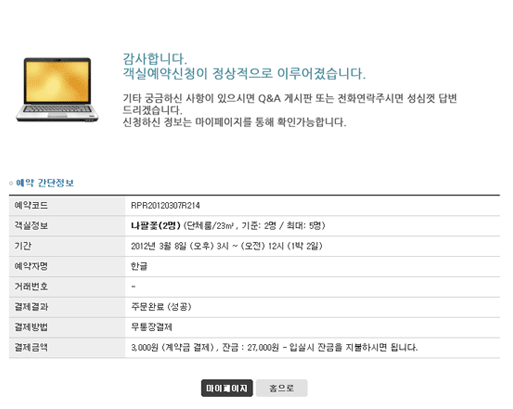 감사합니다.
객실예약신청이 정상적으로 이루어졌습니다.
기타 궁금하신 사항이 있으시면 Q&A 게시판 또는 전화연락주시면 성심껏 답변
드리겠습니다.
신청하신 정보는 마이페이지를 통해 확인가능합니다.
예약 간단정보
예약코드 RPR20120307R214
객실정보 나팔꽃(2명) (단체룸/23㎡, 기준: 2명 / 최대: 5명)
기간 2012년 3월 8일 (오후) 3시 ~ (오전) 12시 (1박 2일)
예약자명 한글
거래번호 -
결제결과 주문완료 (성공)
결제방법 무통장결제
결제금액 3,000원 (계약금 결제) , 잔금 : 27,000원 - 입실시 잔금을 지불하시면 됩니다.
마이페이지 홈으로